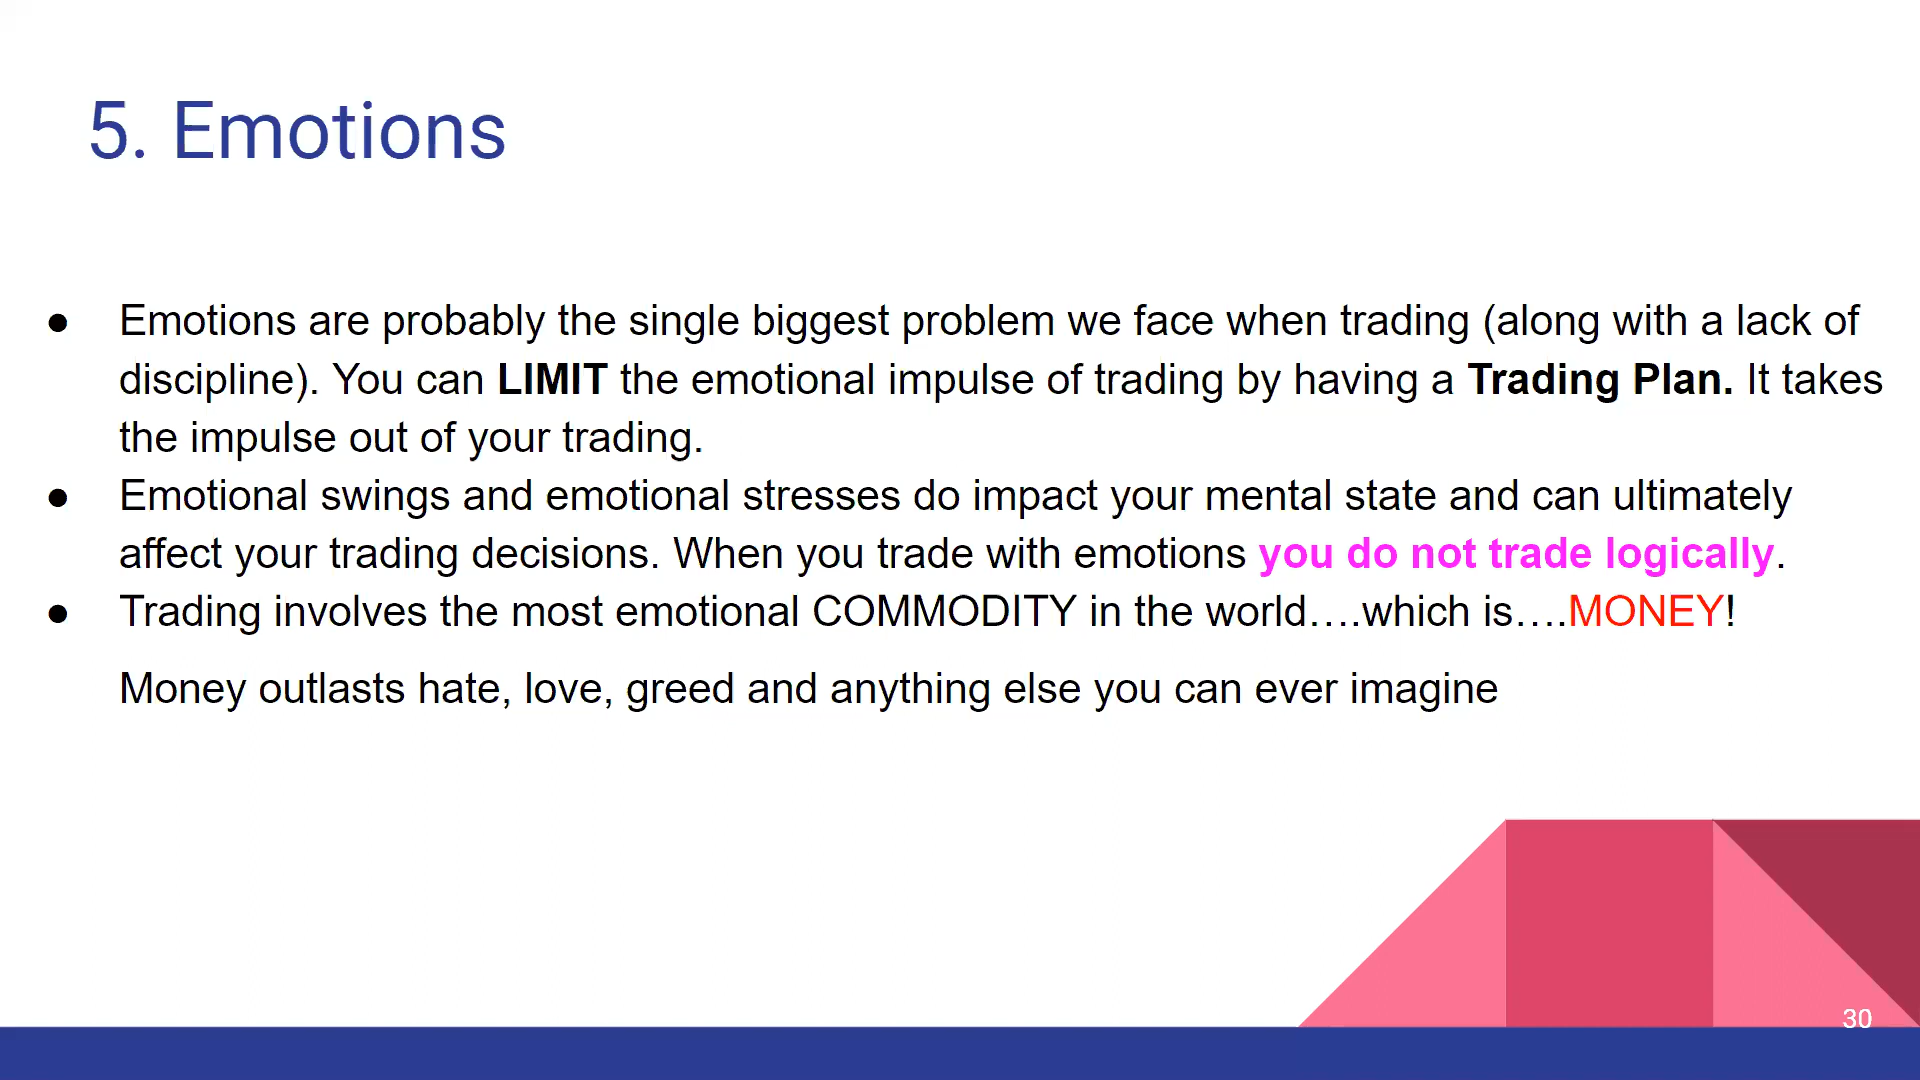 5. Emotions
● Emotions are probably the single biggest problem we face when trading (along with a lack of
discipline). You can LIMIT the emotional impulse of trading by having a Trading Plan. It takes
the impulse out of your trading.
● Emotional swings and emotional stresses do impact your mental state and can ultimately
affect your trading decisions. When you trade with emotions you do not trade logically.
● Trading involves the most emotional COMMODITY in the world….which is….MONEY!
Money outlasts hate, love, greed and anything else you can ever imagine
30